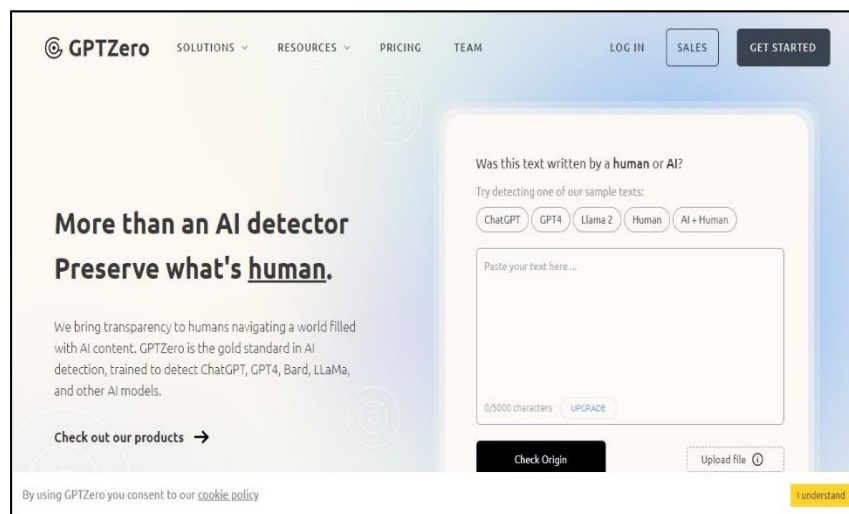 GPTZero SOLUTIONS RESOURCES PRICING TEAM LOG IN SALES GET STARTED
More than an AI detector
Preserve what's human.
We bring transparency to humans navigating a world filled
with AI content. GPTZero is the gold standard in AI
detection, trained to detect ChatGPT, GPT4, Bard, LLaMa,
and other AI models.
Check out our products →
Was this text written by a human or AI?
Try detecting one of our sample texts:
ChatGPT GPT4 Llama 2 Human AI + Human
Paste your text here ...
0/5000 characters UPGRADE
Check Origin Upload file
By using GPTZero you consent to our cookie policy I understand